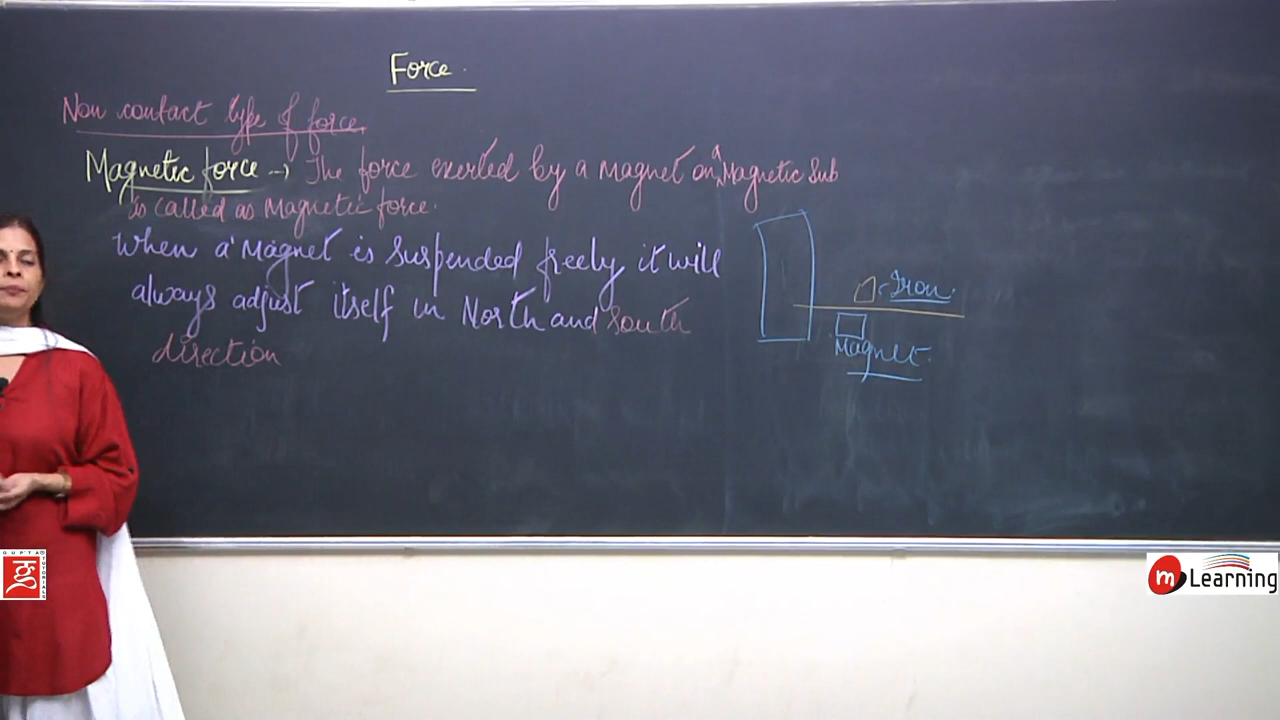 Force.
Non contact type of force.
Magnetic force --> The force exerted by a magnet on a Magnetic Sub
is called as Magnetic force.
When a Magnet is suspended freely it will
always adjust itself in North and south
direction
Iron.
Magnet.
GUPTA TUTORIALS
m Learning